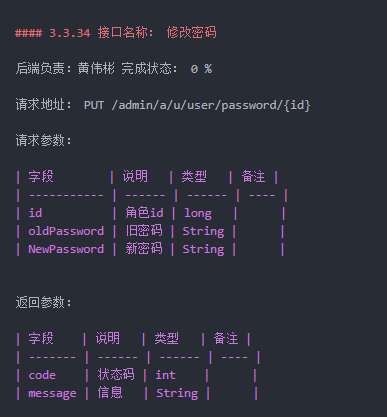 #### 3.3.34 接口名称: 修改密码
后端负责: 黄伟彬 完成状态: 0 %
请求地址: PUT /admin/a/u/user/password/{id}
请求参数:
| 字段 | 说明 | 类型 | 备注 |
| ----------- | ------ | ------ | ---- |
| id | 角色id | long | |
| oldPassword | 旧密码 | String | |
| NewPassword | 新密码 | String | |
返回参数:
| 字段 | 说明 | 类型 | 备注 |
| ------- | ------ | ------ | ---- |
| code | 状态码 | int | |
| message | 信息 | String | |